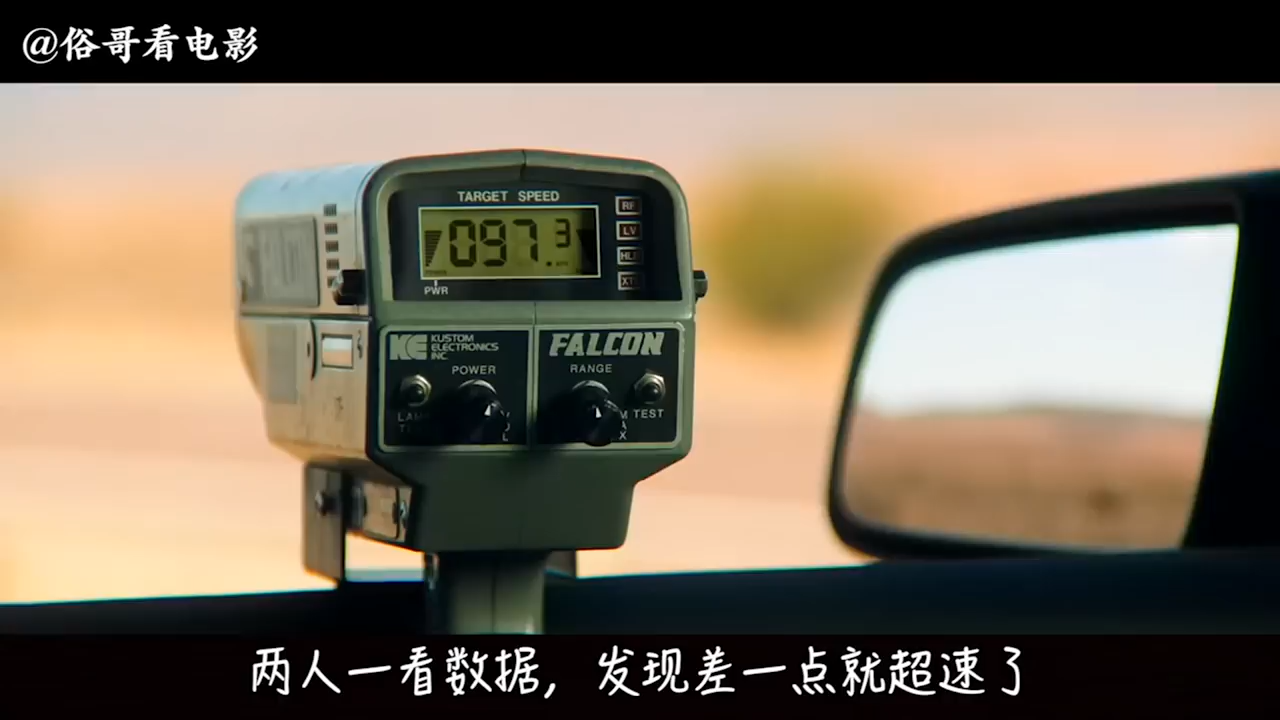 @俗哥看电影
TARGET SPEED
097.3
RF
LV
HLD
XTL
PWR
KE KUSTOM
ELECTRONICS
INC.
FALCON
POWER
RANGE
TEST
两人一看数据，发现差一点就超速了